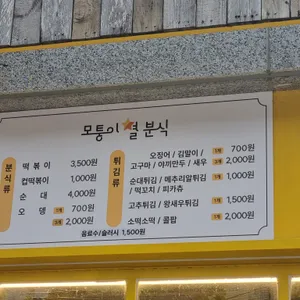 모퉁이 별 분식
분식류
떡볶이 3,500원
컵떡볶이 1,000원
순대 4,000원
오뎅 1개 700원
3개 2,000원
튀김류
오징어 / 김말이 / 1개 700원
고구마 / 야끼만두 / 새우 3개 2,000원
순대튀김 / 메추리알튀김 1개 1,000원
/ 떡꼬치 / 피카츄
고추튀김 / 왕새우튀김 1개 1,500원
소떡소떡 / 콜팝 1개 2,000원
음료수/슬러시 1,500원